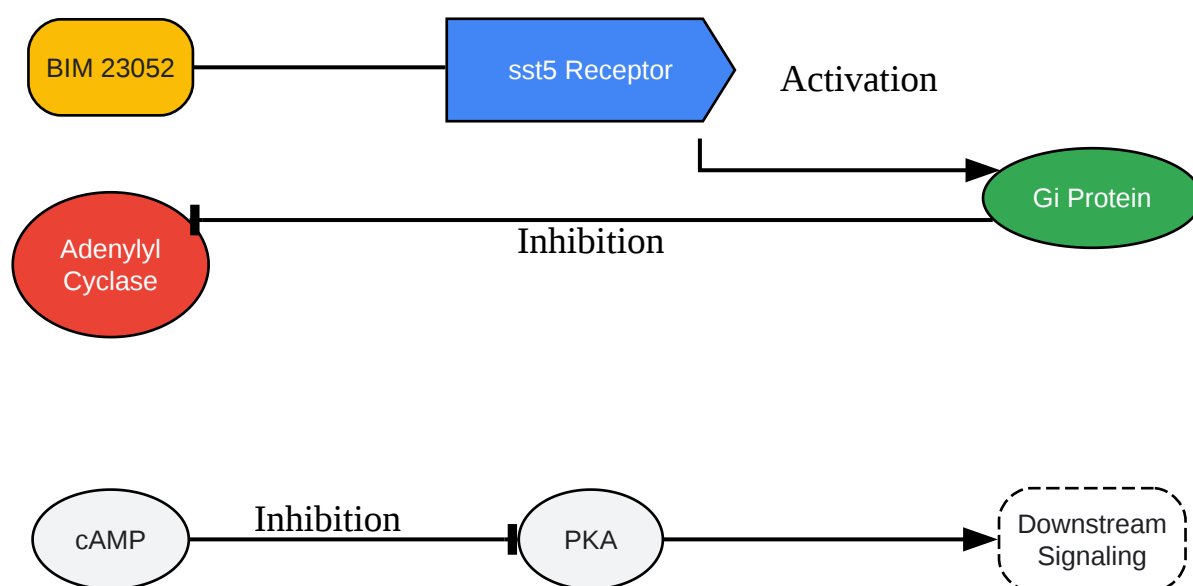 BIM 23052
sst5 Receptor
Activation
Gi Protein
Adenylyl
Cyclase
Inhibition
cAMP
Inhibition
PKA
Downstream
Signaling